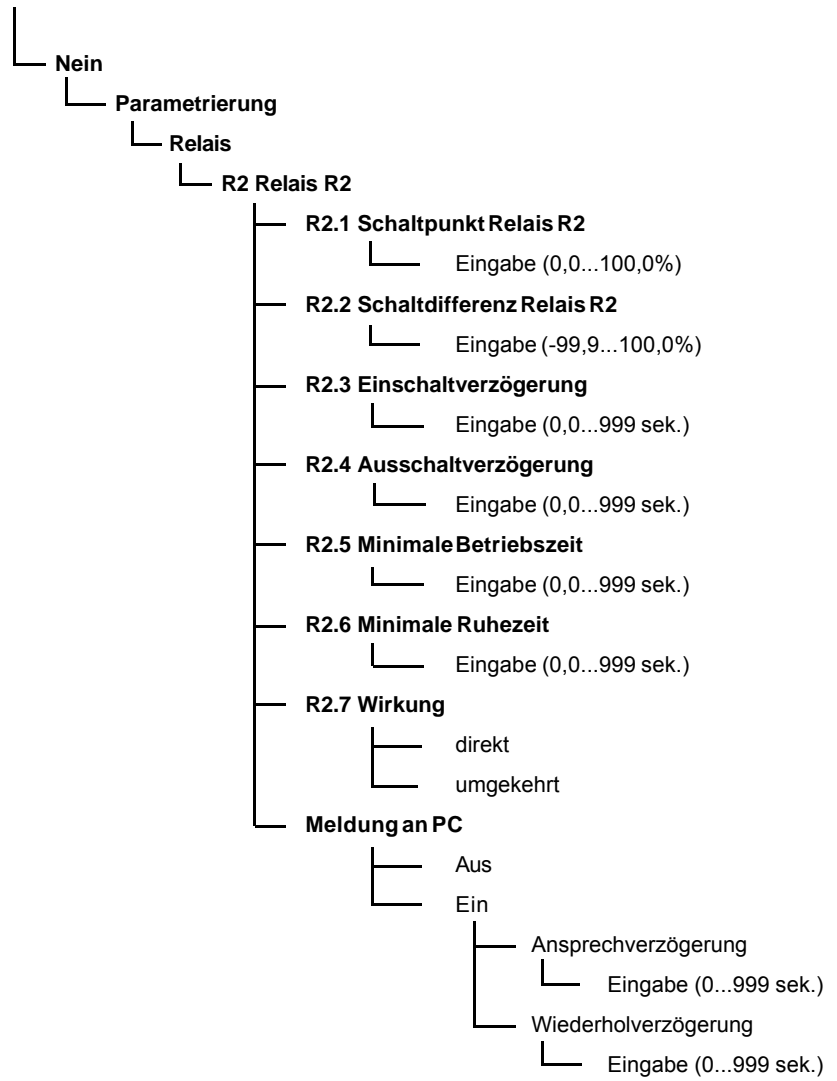 Nein
Parametrierung
Relais
R2 Relais R2
R2.1 Schaltpunkt Relais R2
Eingabe (0,0...100,0%)
R2.2 Schaltdifferenz Relais R2
Eingabe (-99,9...100,0%)
R2.3 Einschaltverzögerung
Eingabe (0,0...999 sek.)
R2.4 Ausschaltverzögerung
Eingabe (0,0...999 sek.)
R2.5 Minimale Betriebszeit
Eingabe (0,0...999 sek.)
R2.6 Minimale Ruhezeit
Eingabe (0,0...999 sek.)
R2.7 Wirkung
direkt
umgekehrt
Meldung an PC
Aus
Ein
Ansprechverzögerung
Eingabe (0...999 sek.)
Wiederholverzögerung
Eingabe (0...999 sek.)